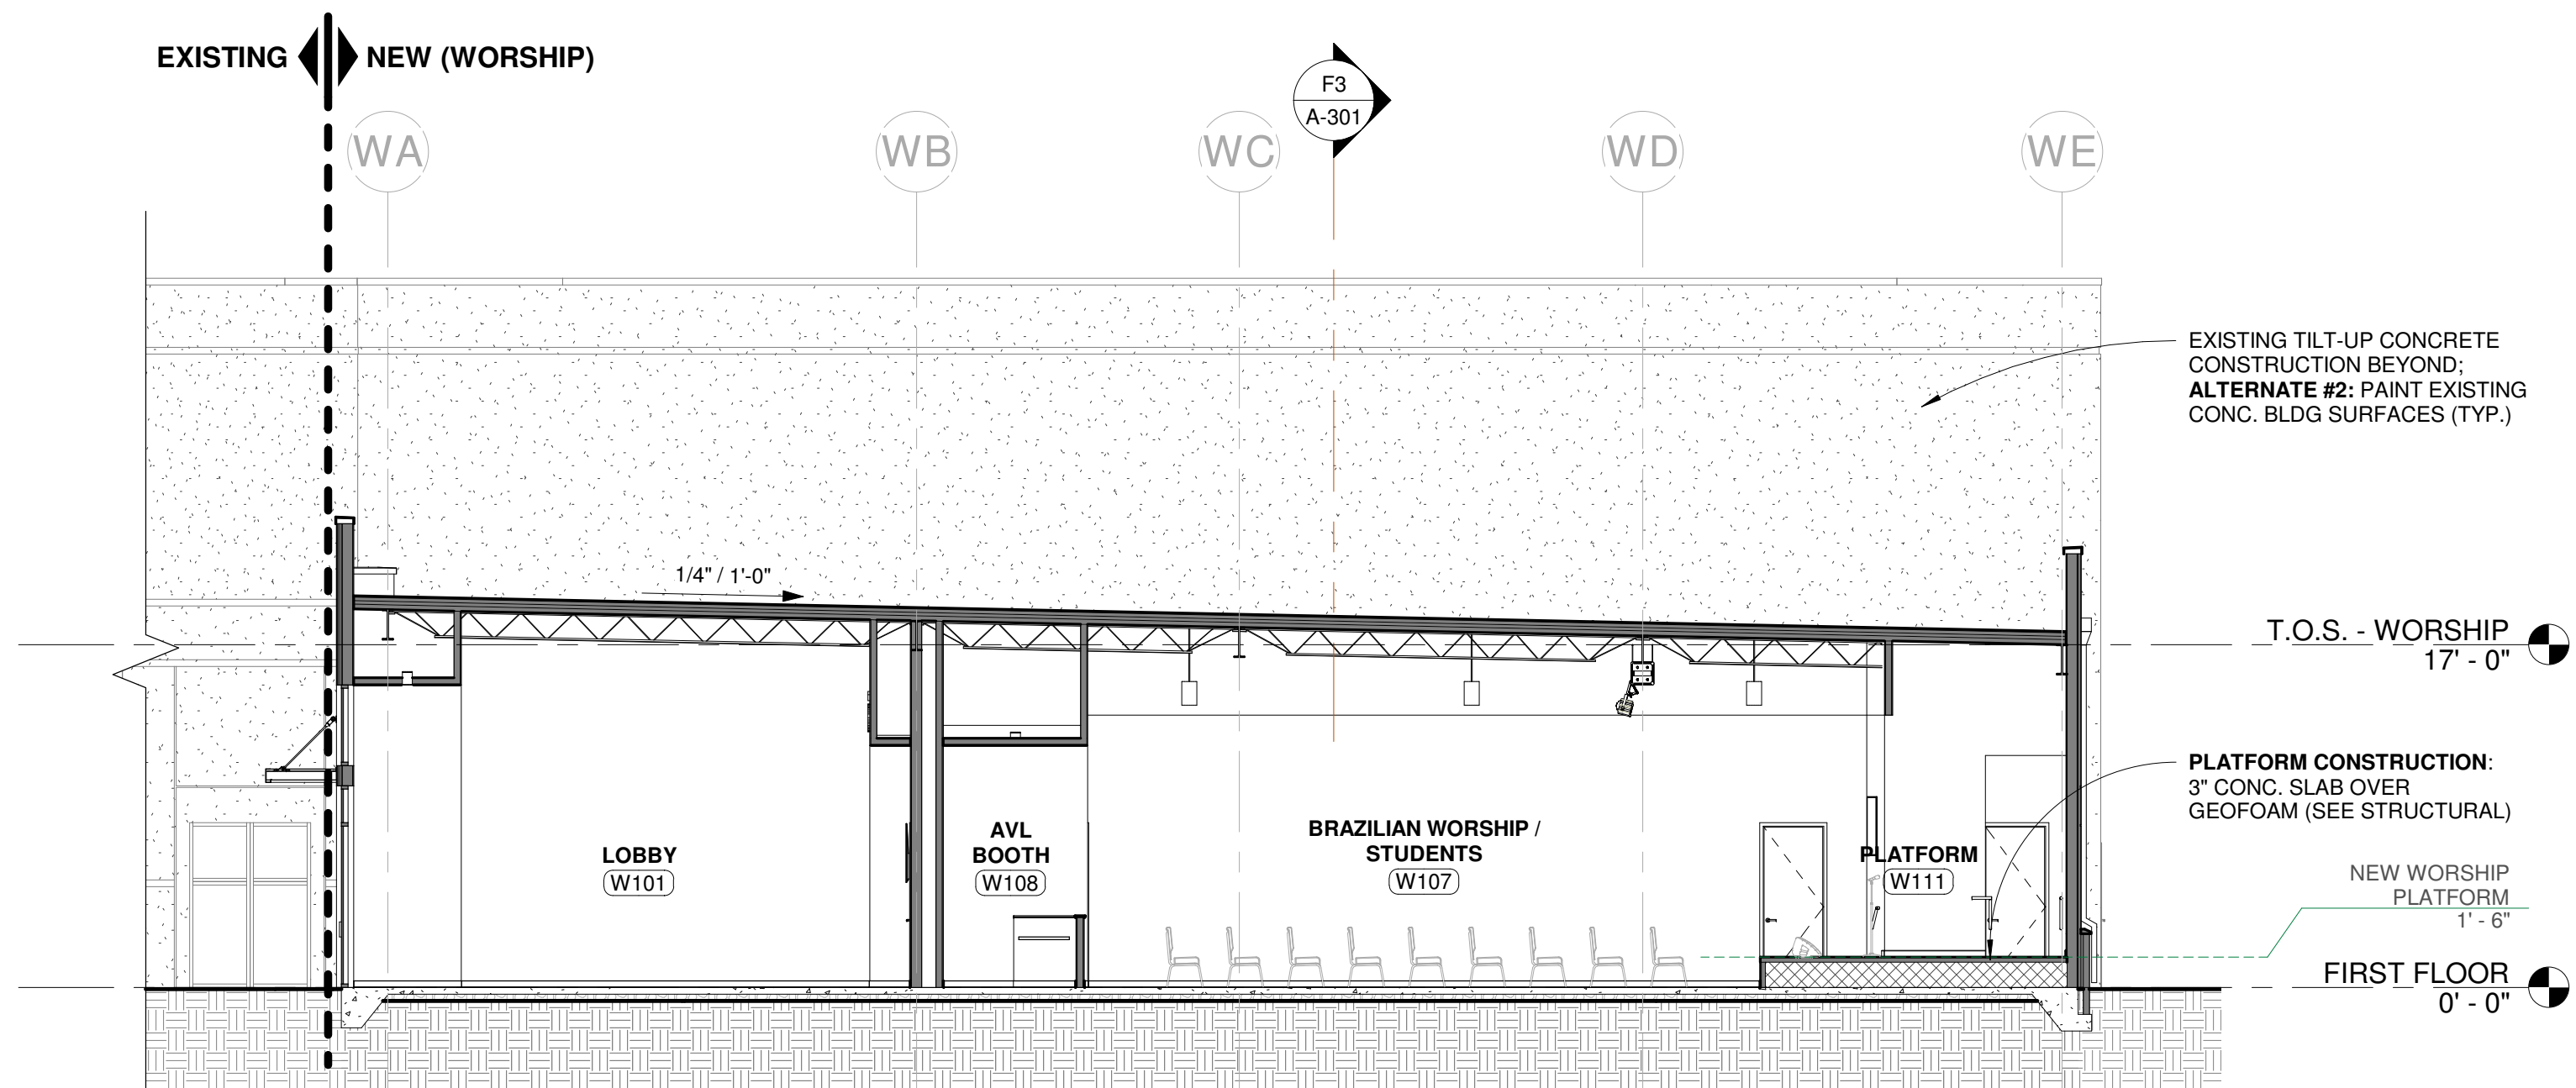 EXISTING NEW (WORSHIP)
F3
A-301
WA WB WC WD WE
EXISTING TILT-UP CONCRETE
CONSTRUCTION BEYOND;
ALTERNATE #2: PAINT EXISTING
CONC. BLDG SURFACES (TYP.)
1/4" / 1'-0"
T.O.S. - WORSHIP
17' - 0"
PLATFORM CONSTRUCTION:
3" CONC. SLAB OVER
GEOFOAM (SEE STRUCTURAL)
LOBBY
W101
AVL
BOOTH
W108
BRAZILIAN WORSHIP /
STUDENTS
W107
PLATFORM
W111
NEW WORSHIP
PLATFORM
1' - 6"
FIRST FLOOR
0' - 0"